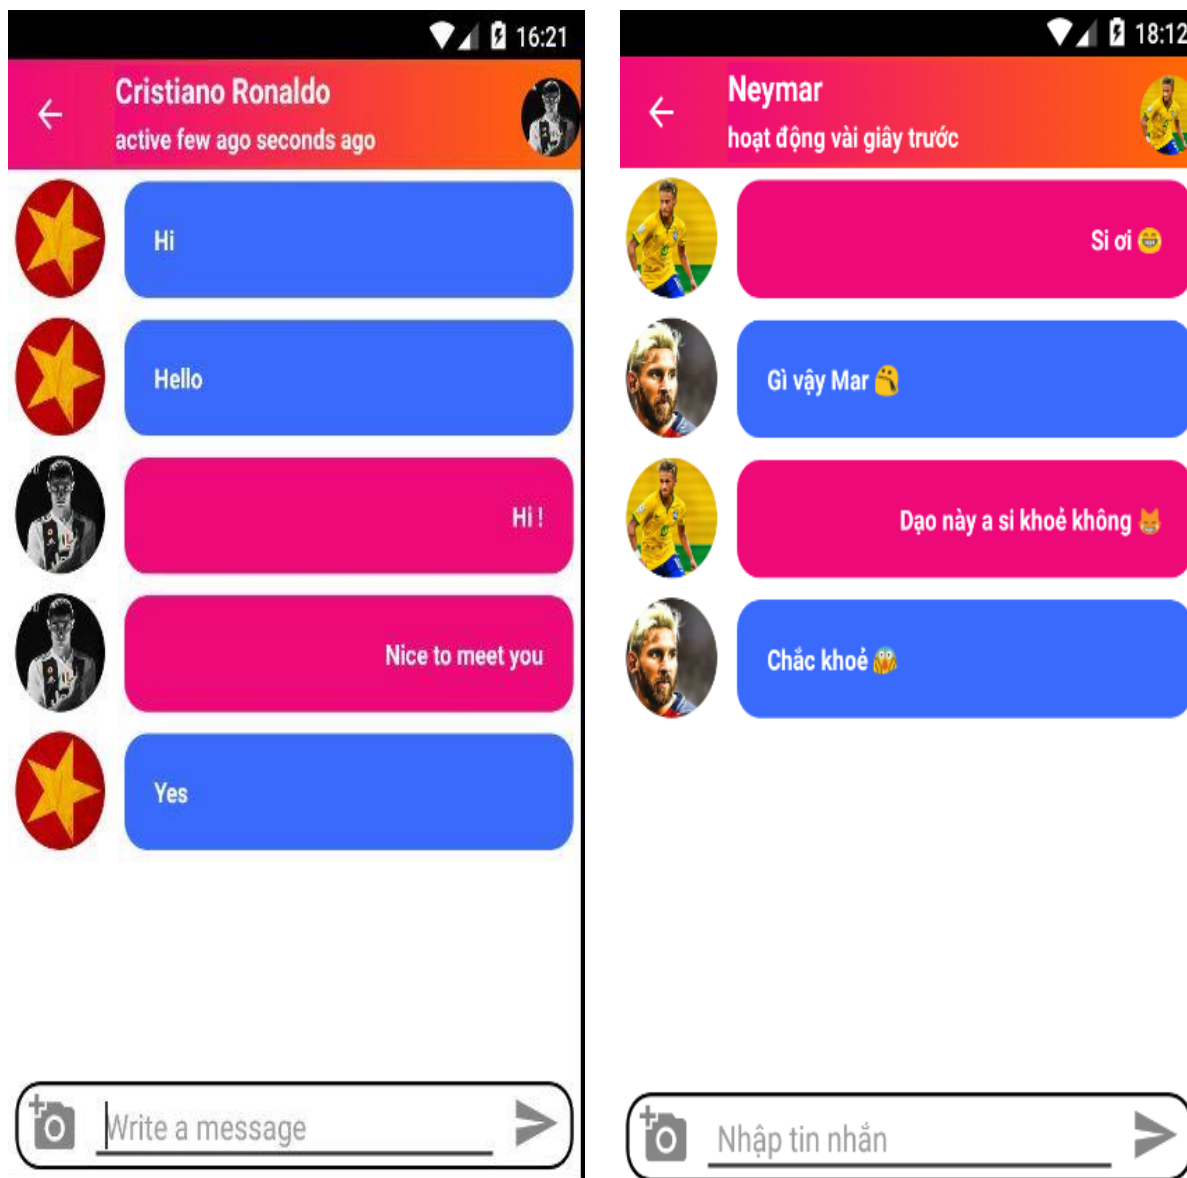 16:21
Cristiano Ronaldo
active few ago seconds ago
Hi
Hello
Hi !
Nice to meet you
Yes
Write a message
18:12
Neymar
hoạt động vài giây trước
Si ơi 😁
Gì vậy Mar 🤔
Dạo này a si khoẻ không 😹
Chắc khoẻ 😱
Nhập tin nhắn